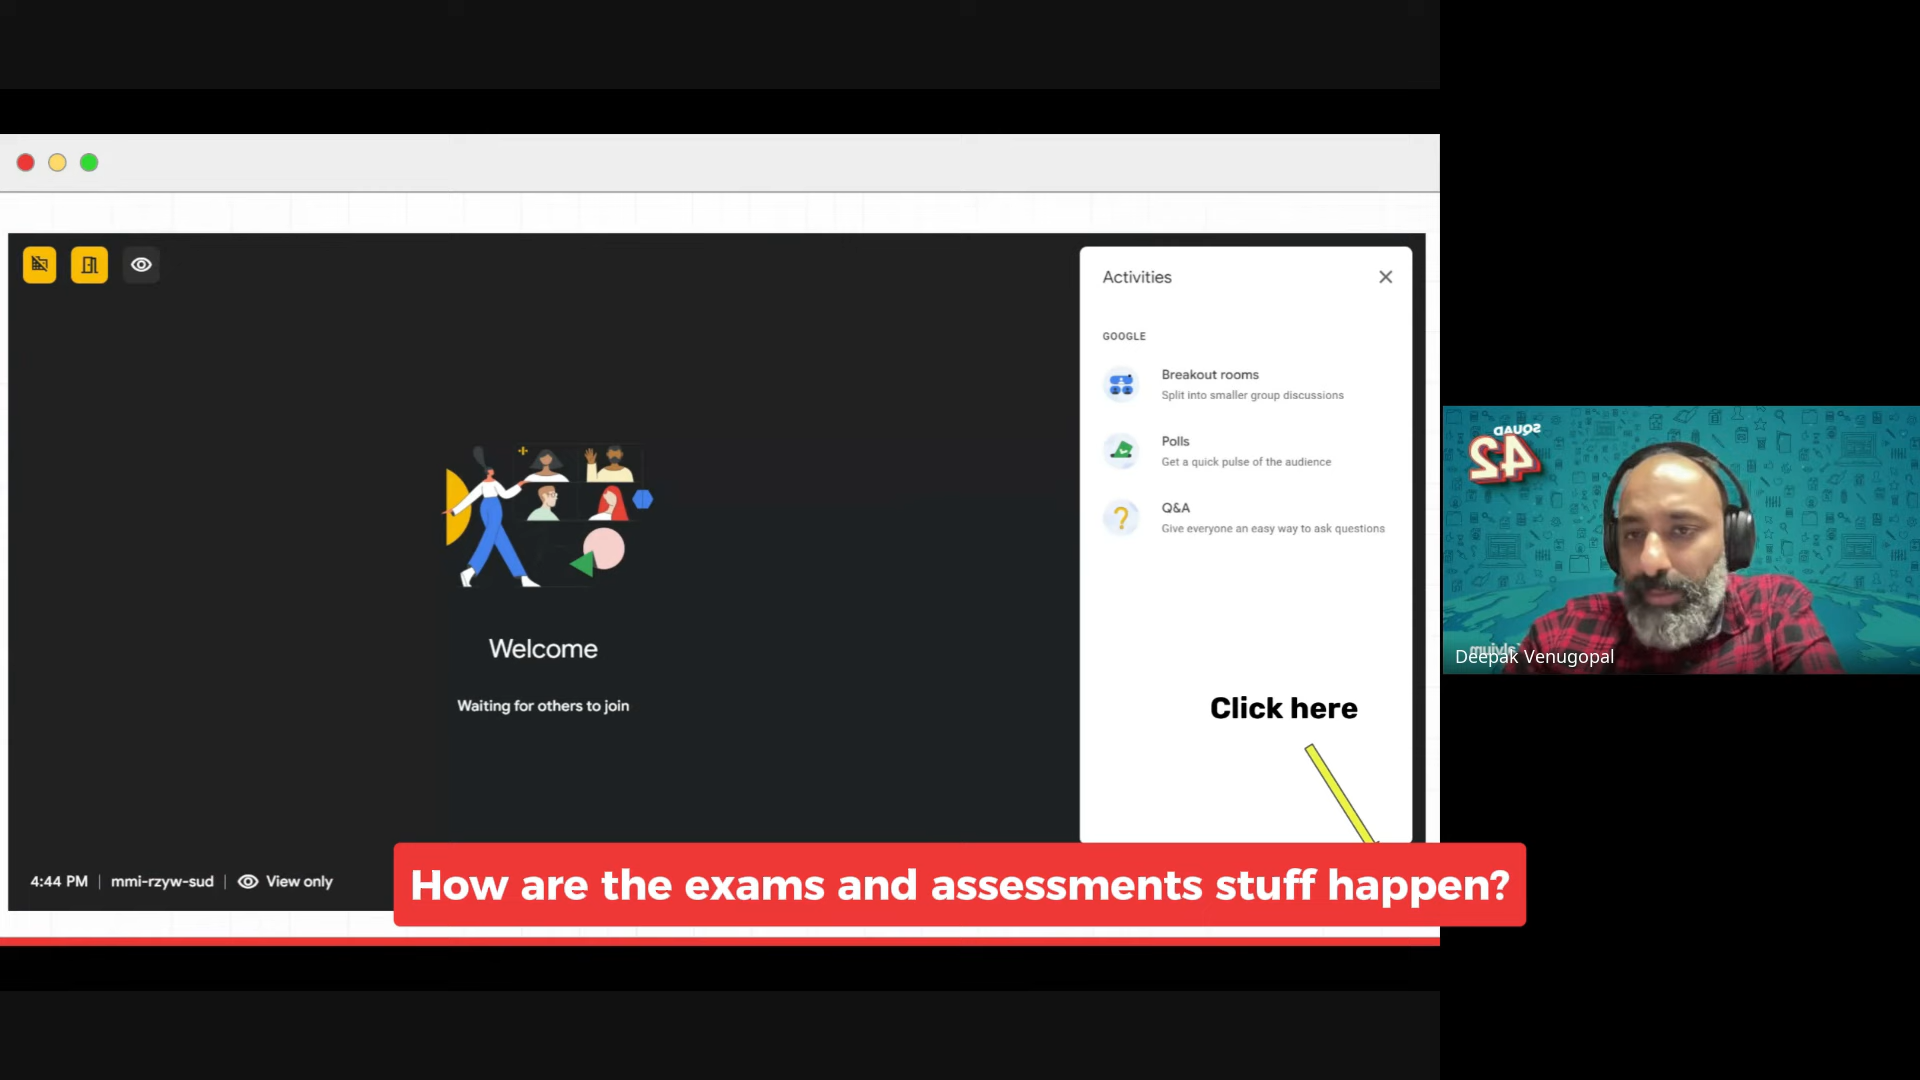 Activities
GOOGLE
Breakout rooms
Split into smaller group discussions
Polls
Get a quick pulse of the audience
Q&A
Give everyone an easy way to ask questions
Welcome
Waiting for others to join
Click here
4:44 PM | mmi-rzyw-sud | View only
How are the exams and assessments stuff happen?
SQUAD
42
Deepak Venugopal